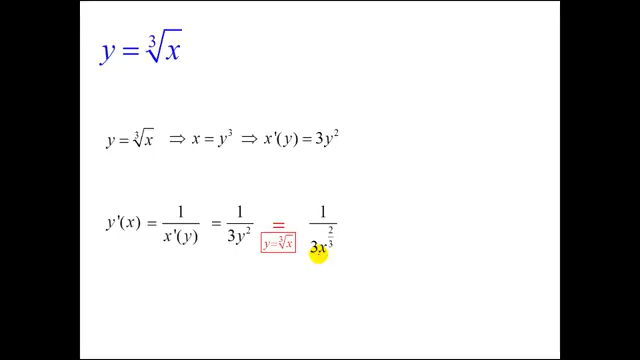 y = ∛x
y = ∛x ⇒ x = y³ ⇒ x'(y) = 3y²
y'(x) = 1/x'(y) = 1/3y² = 1/3x^(2/3)
y=∛x